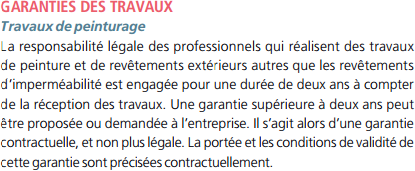 GARANTIES DES TRAVAUX
Travaux de peinturage
La responsabilité légale des professionnels qui réalisent des travaux
de peinture et de revêtements extérieurs autres que les revêtements
d'imperméabilité est engagée pour une durée de deux ans à compter
de la réception des travaux. Une garantie supérieure à deux ans peut
être proposée ou demandée à l'entreprise. Il s'agit alors d'une garantie
contractuelle, et non plus légale. La portée et les conditions de validité de
cette garantie sont précisées contractuellement.